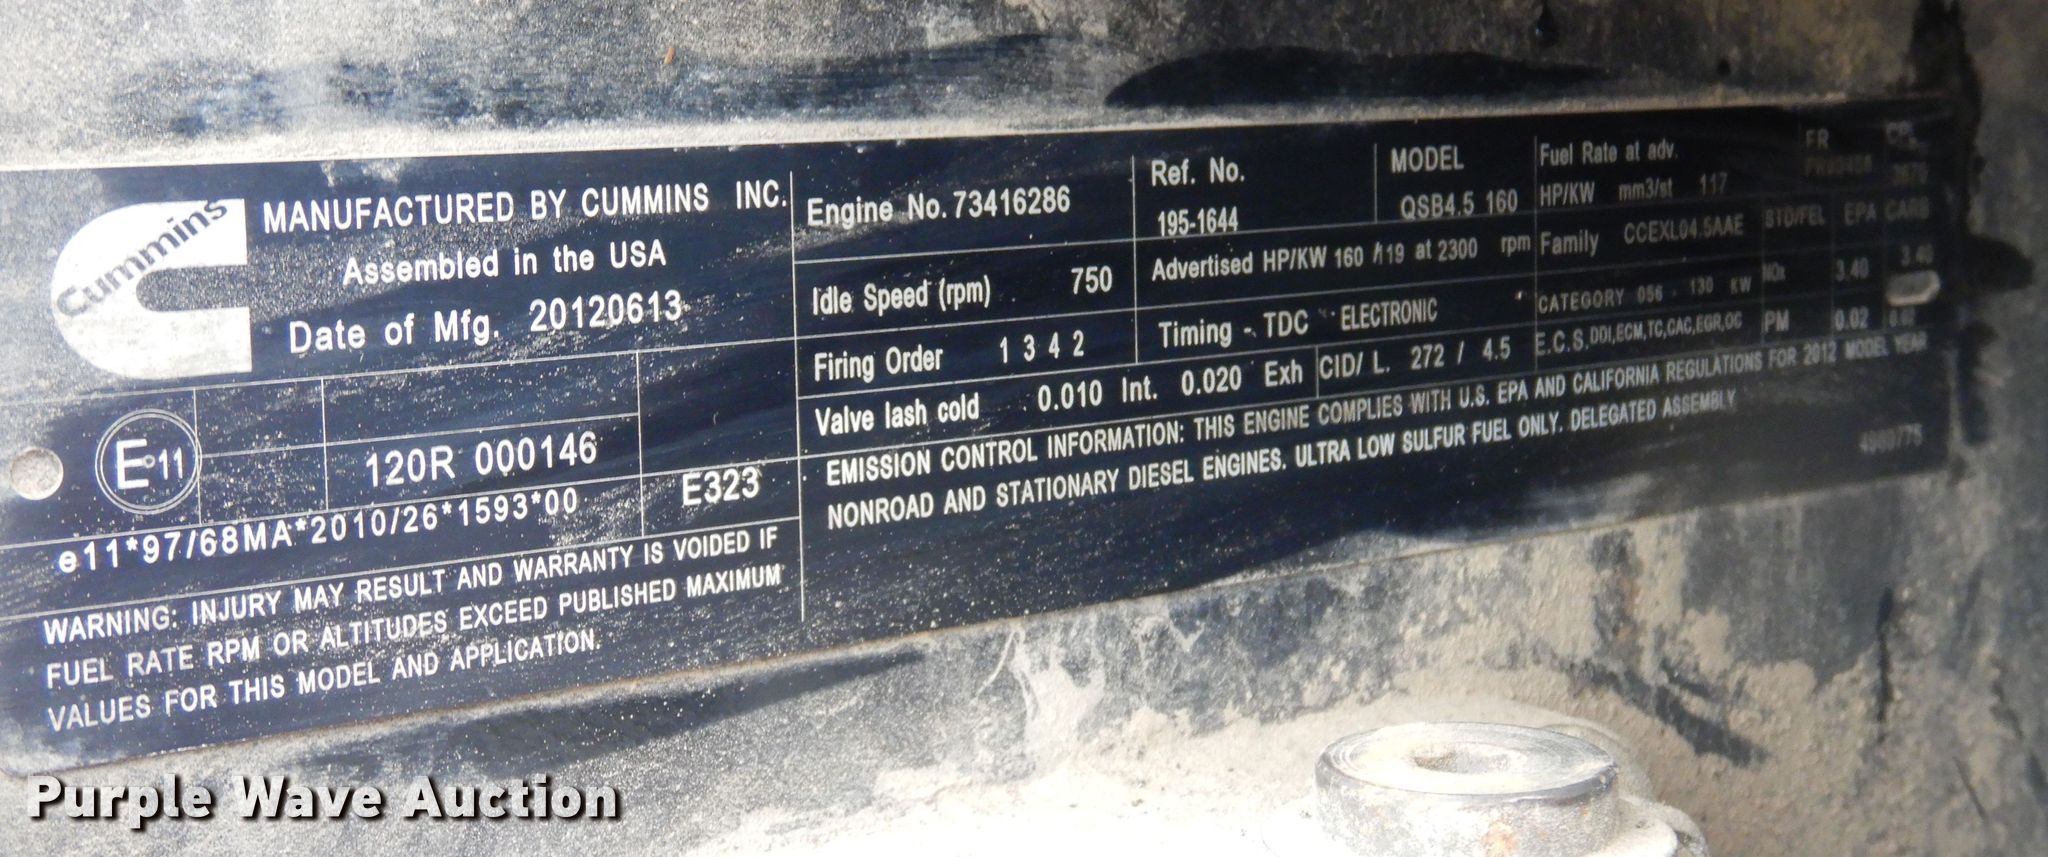 Cummins
MANUFACTURED BY CUMMINS INC.
Assembled in the USA
Date of Mfg. 20120613
E 11
120R 000146
E323
e11*97/68MA*2010/26*1593*00
WARNING: INJURY MAY RESULT AND WARRANTY IS VOIDED IF
FUEL RATE RPM OR ALTITUDES EXCEED PUBLISHED MAXIMUM
VALUES FOR THIS MODEL AND APPLICATION.
Engine No. 73416286
Idle Speed (rpm) 750
Firing Order 1 3 4 2
Valve lash cold 0.010 Int. 0.020 Exh
Ref. No.
195-1644
MODEL
QSB4.5 160
Advertised HP/KW 160 /119 at 2300 rpm
Timing - TDC ELECTRONIC
CID/ L. 272 / 4.5
Fuel Rate at adv.
HP/KW mm3/st 117
Family CCEXL04.5AAE
CATEGORY 056 - 130 KW
E.C.S. DDI,ECM,TC,CAC,EGR,OC
FR
CPL
STD/FEL EPA CARB
NOx 3.40 3.40
PM 0.02 0.02
EMISSION CONTROL INFORMATION: THIS ENGINE COMPLIES WITH U.S. EPA AND CALIFORNIA REGULATIONS FOR 2012 MODEL YEAR
NONROAD AND STATIONARY DIESEL ENGINES. ULTRA LOW SULFUR FUEL ONLY. DELEGATED ASSEMBLY
Purple Wave Auction